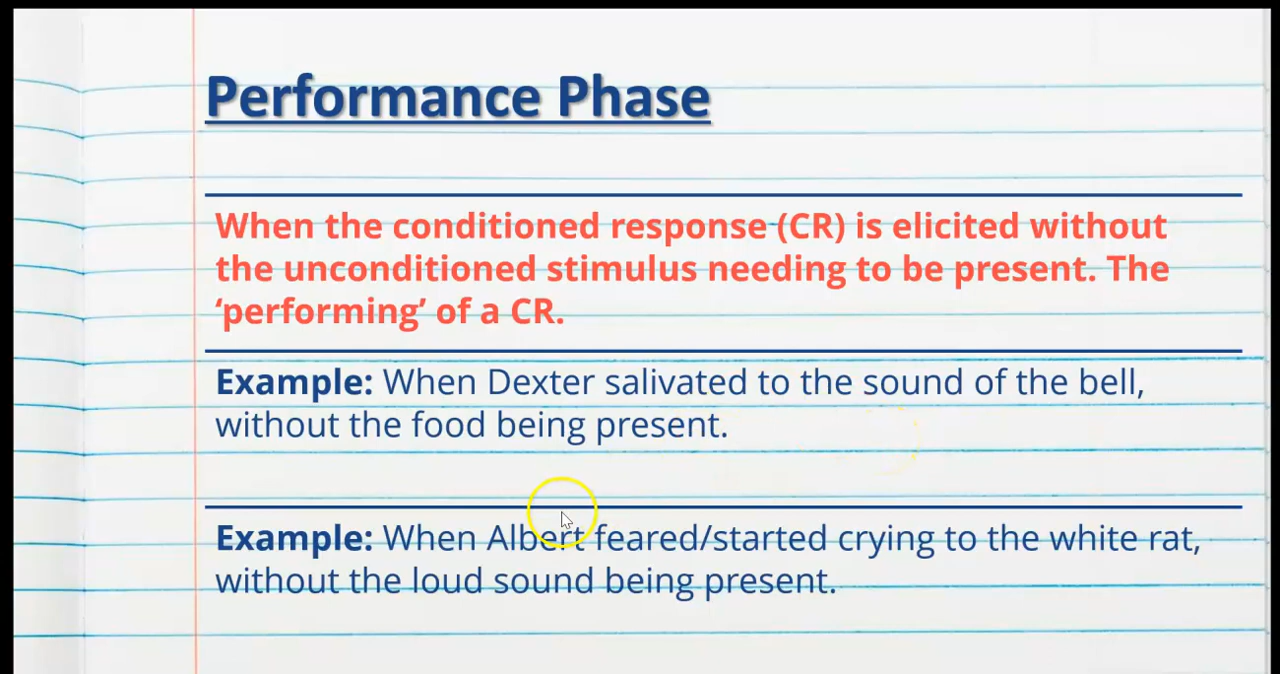 Performance Phase
When the conditioned response (CR) is elicited without
the unconditioned stimulus needing to be present. The
‘performing’ of a CR.
Example: When Dexter salivated to the sound of the bell,
without the food being present.
Example: When Albert feared/started crying to the white rat,
without the loud sound being present.